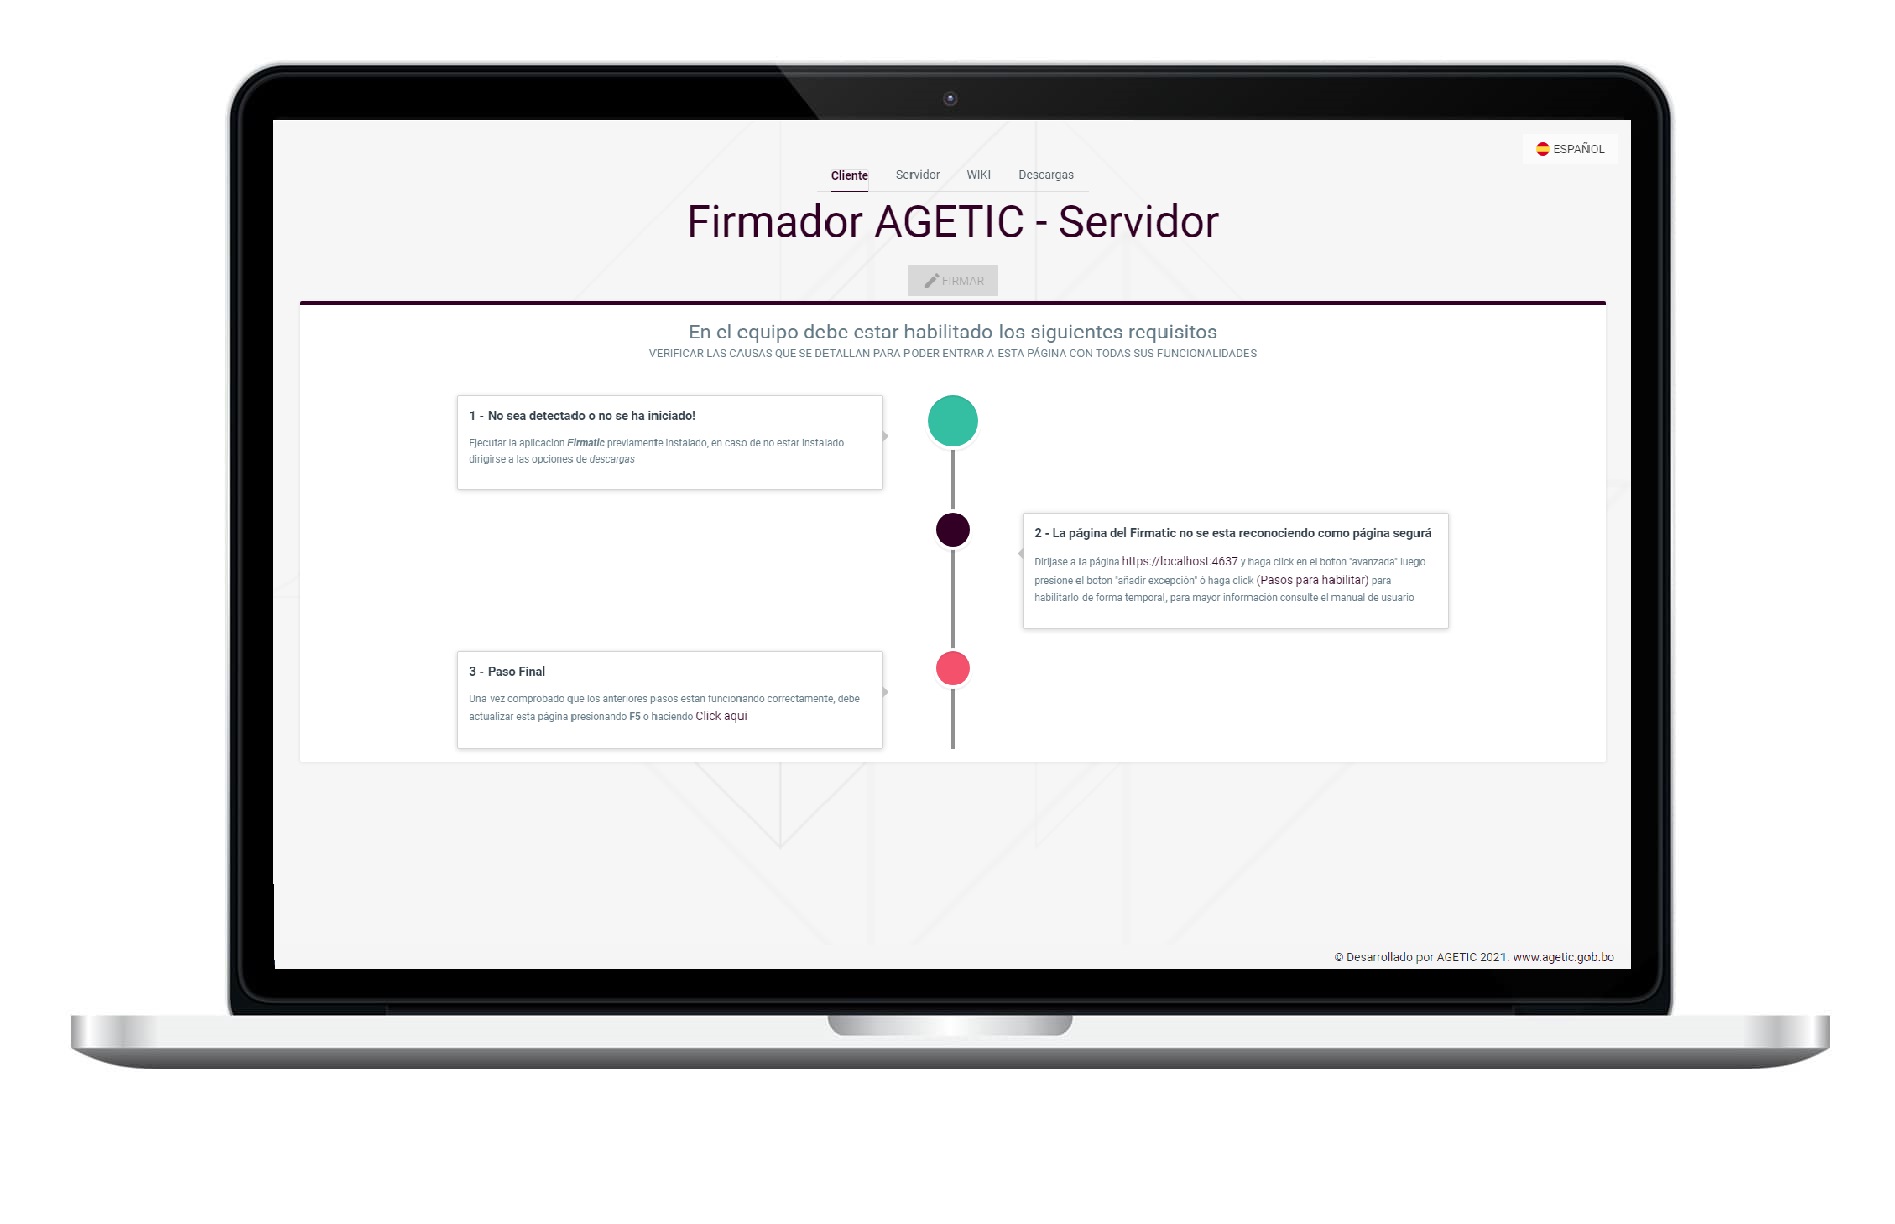 ESPAÑOL
Cliente Servidor WIKI Descargas
Firmador AGETIC - Servidor
FIRMAR
En el equipo debe estar habilitado los siguientes requisitos
VERIFICAR LAS CAUSAS QUE SE DETALLAN PARA PODER ENTRAR A ESTA PÁGINA CON TODAS SUS FUNCIONALIDADES
1 - No sea detectado o no se ha iniciado!
Ejecutar la aplicacion Firmatic previamente instalado, en caso de no estar instalado
dirigirse a las opciones de descargas
2 - La página del Firmatic no se esta reconociendo como página segurá
Dirijase a la página https://localhost:4637 y haga click en el boton "avanzada" luego
presione el boton "añadir excepción" ó haga click (Pasos para habilitar) para
habilitarlo de forma temporal, para mayor información consulte el manual de usuario
3 - Paso Final
Una vez comprobado que los anteriores pasos estan funcionando correctamente, debe
actualizar esta página presionando F5 o haciendo Click aquí
© Desarrollado por AGETIC 2021. www.agetic.gob.bo